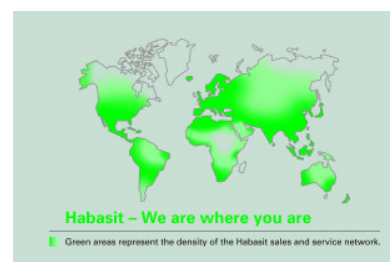 Habasit – We are where you are
Green areas represent the density of the Habasit sales and service network.